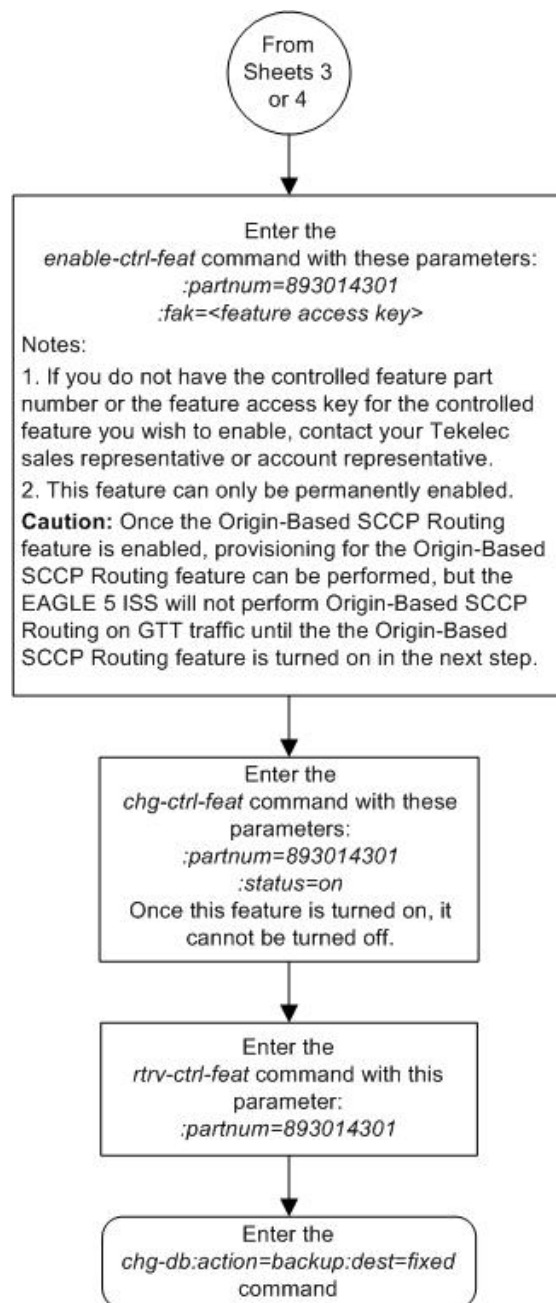 From
Sheets 3
or 4
Enter the
enable-ctrl-feat command with these parameters:
:partnum=893014301
:fak=<feature access key>
Notes:
1. If you do not have the controlled feature part
number or the feature access key for the controlled
feature you wish to enable, contact your Tekelec
sales representative or account representative.
2. This feature can only be permanently enabled.
Caution: Once the Origin-Based SCCP Routing
feature is enabled, provisioning for the Origin-Based
SCCP Routing feature can be performed, but the
EAGLE 5 ISS will not perform Origin-Based SCCP
Routing on GTT traffic until the the Origin-Based
SCCP Routing feature is turned on in the next step.
Enter the
chg-ctrl-feat command with these
parameters:
:partnum=893014301
:status=on
Once this feature is turned on, it
cannot be turned off.
Enter the
rtrv-ctrl-feat command with this
parameter:
:partnum=893014301
Enter the
chg-db:action=backup:dest=fixed
command